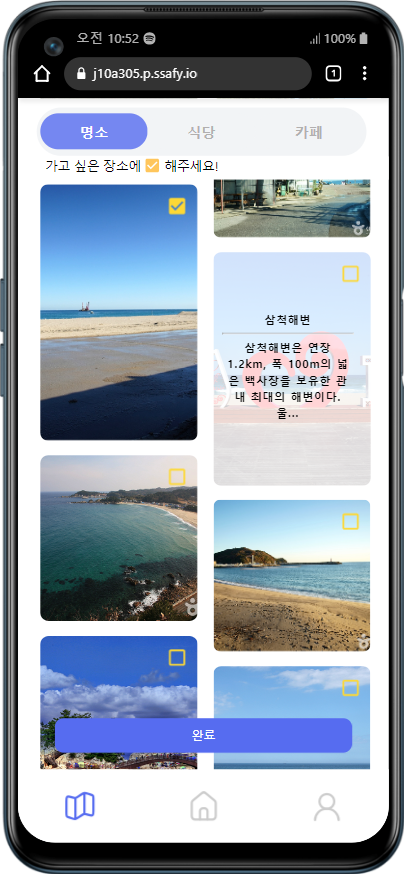 오전 10:52
100%
j10a305.p.ssafy.io
1
명소
식당
카페
가고 싶은 장소에 ✅ 해주세요!
삼척해변
삼척해변은 연장
1.2km, 폭 100m의 넓
은 백사장을 보유한 관
내 최대의 해변이다.
울...
완료